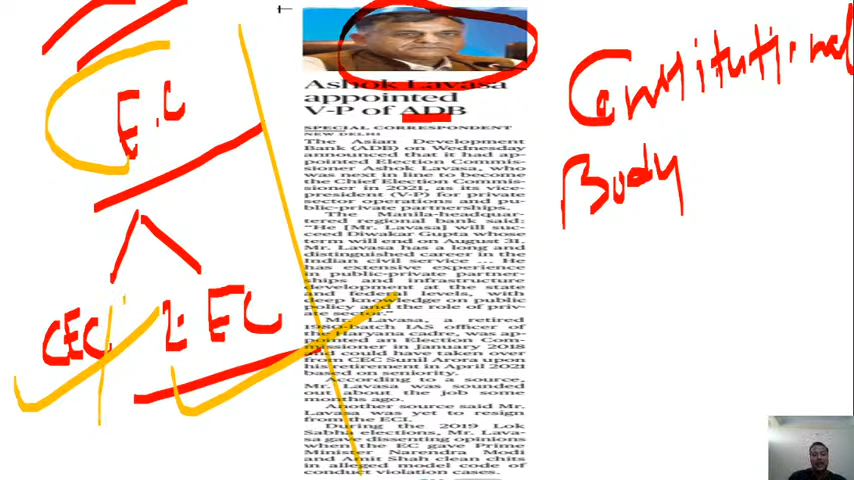 E.C
CEC, 2: EC
Ashok Lavasa
appointed
V-P of ADB
SPECIAL CORRESPONDENT
NEW DELHI
The Asian Development
Bank (ADB) on Wednesday
announced that it had ap-
pointed Election Commis-
sioner Ashok Lavasa, who
was next in line to become
the Chief Election Commis-
sioner in 2021, as its vice-
president (V-P) for private
sector operations and pu-
blic-private partnerships.
The Manila-headquar-
tered regional bank said:
“He [Mr. Lavasa] will suc-
ceed Diwakar Gupta whose
term will end on August 31.
Mr. Lavasa has a long and
distinguished career in the
Indian civil service ... He
has extensive experience
in public-private partner-
ships and infrastructure
development at the state
and federal levels, with
deep knowledge on public
policy and the role of priv-
ate sector.”
Mr. Lavasa, a retired
1980-batch IAS officer of
the Haryana cadre, was ap-
pointed an Election Com-
missioner in January 2018
and could have taken over
from CEC Sunil Arora upon
his retirement in April 2021
based on seniority.
According to a source,
Mr. Lavasa was sounded
out about the job some
months ago.
Another source said Mr.
Lavasa was yet to resign
from the ECI.
During the 2019 Lok
Sabha elections, Mr. Lava-
sa gave dissenting opinions
when the EC gave Prime
Minister Narendra Modi
and Amit Shah clean chits
in alleged model code of
conduct violation cases.
Constitutional
Body